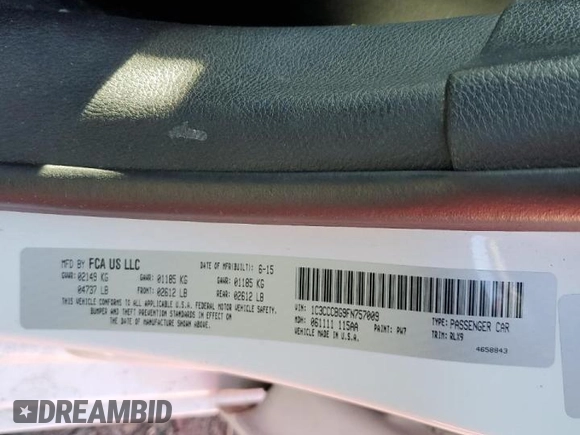 MFD BY FCA US LLC
DATE OF MFR(BUILT): 6-15
GVWR: 02149 KG
04737 LB
GAWR: 01185 KG
FRONT: 02612 LB
GAWR: 01185 KG
REAR: 02612 LB
THIS VEHICLE CONFORMS TO ALL APPLICABLE U.S.A. FEDERAL MOTOR VEHICLE SAFETY,
BUMPER AND THEFT PREVENTION STANDARDS IN EFFECT
ON THE DATE OF MANUFACTURE SHOWN ABOVE.
VIN: 1C3CCCBG9FN757009
TYPE: PASSENGER CAR
MDH: 061111 115AA
PAINT: PW7
TRIM: RLX9
MADE IN U.S.A.
4658843
DREAMBID